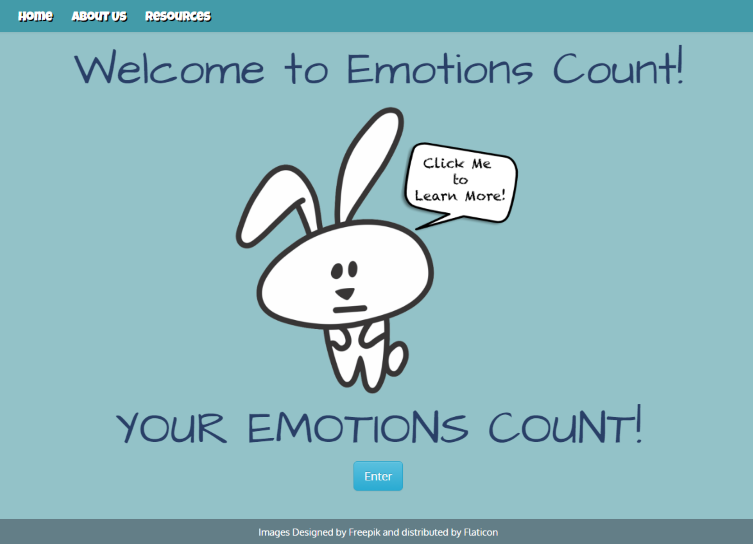 Home About Us Resources
Welcome to Emotions Count!
Click Me
to
Learn More!
YOUR EMOTIONS COUNT!
Enter
Images Designed by Freepik and distributed by Flaticon